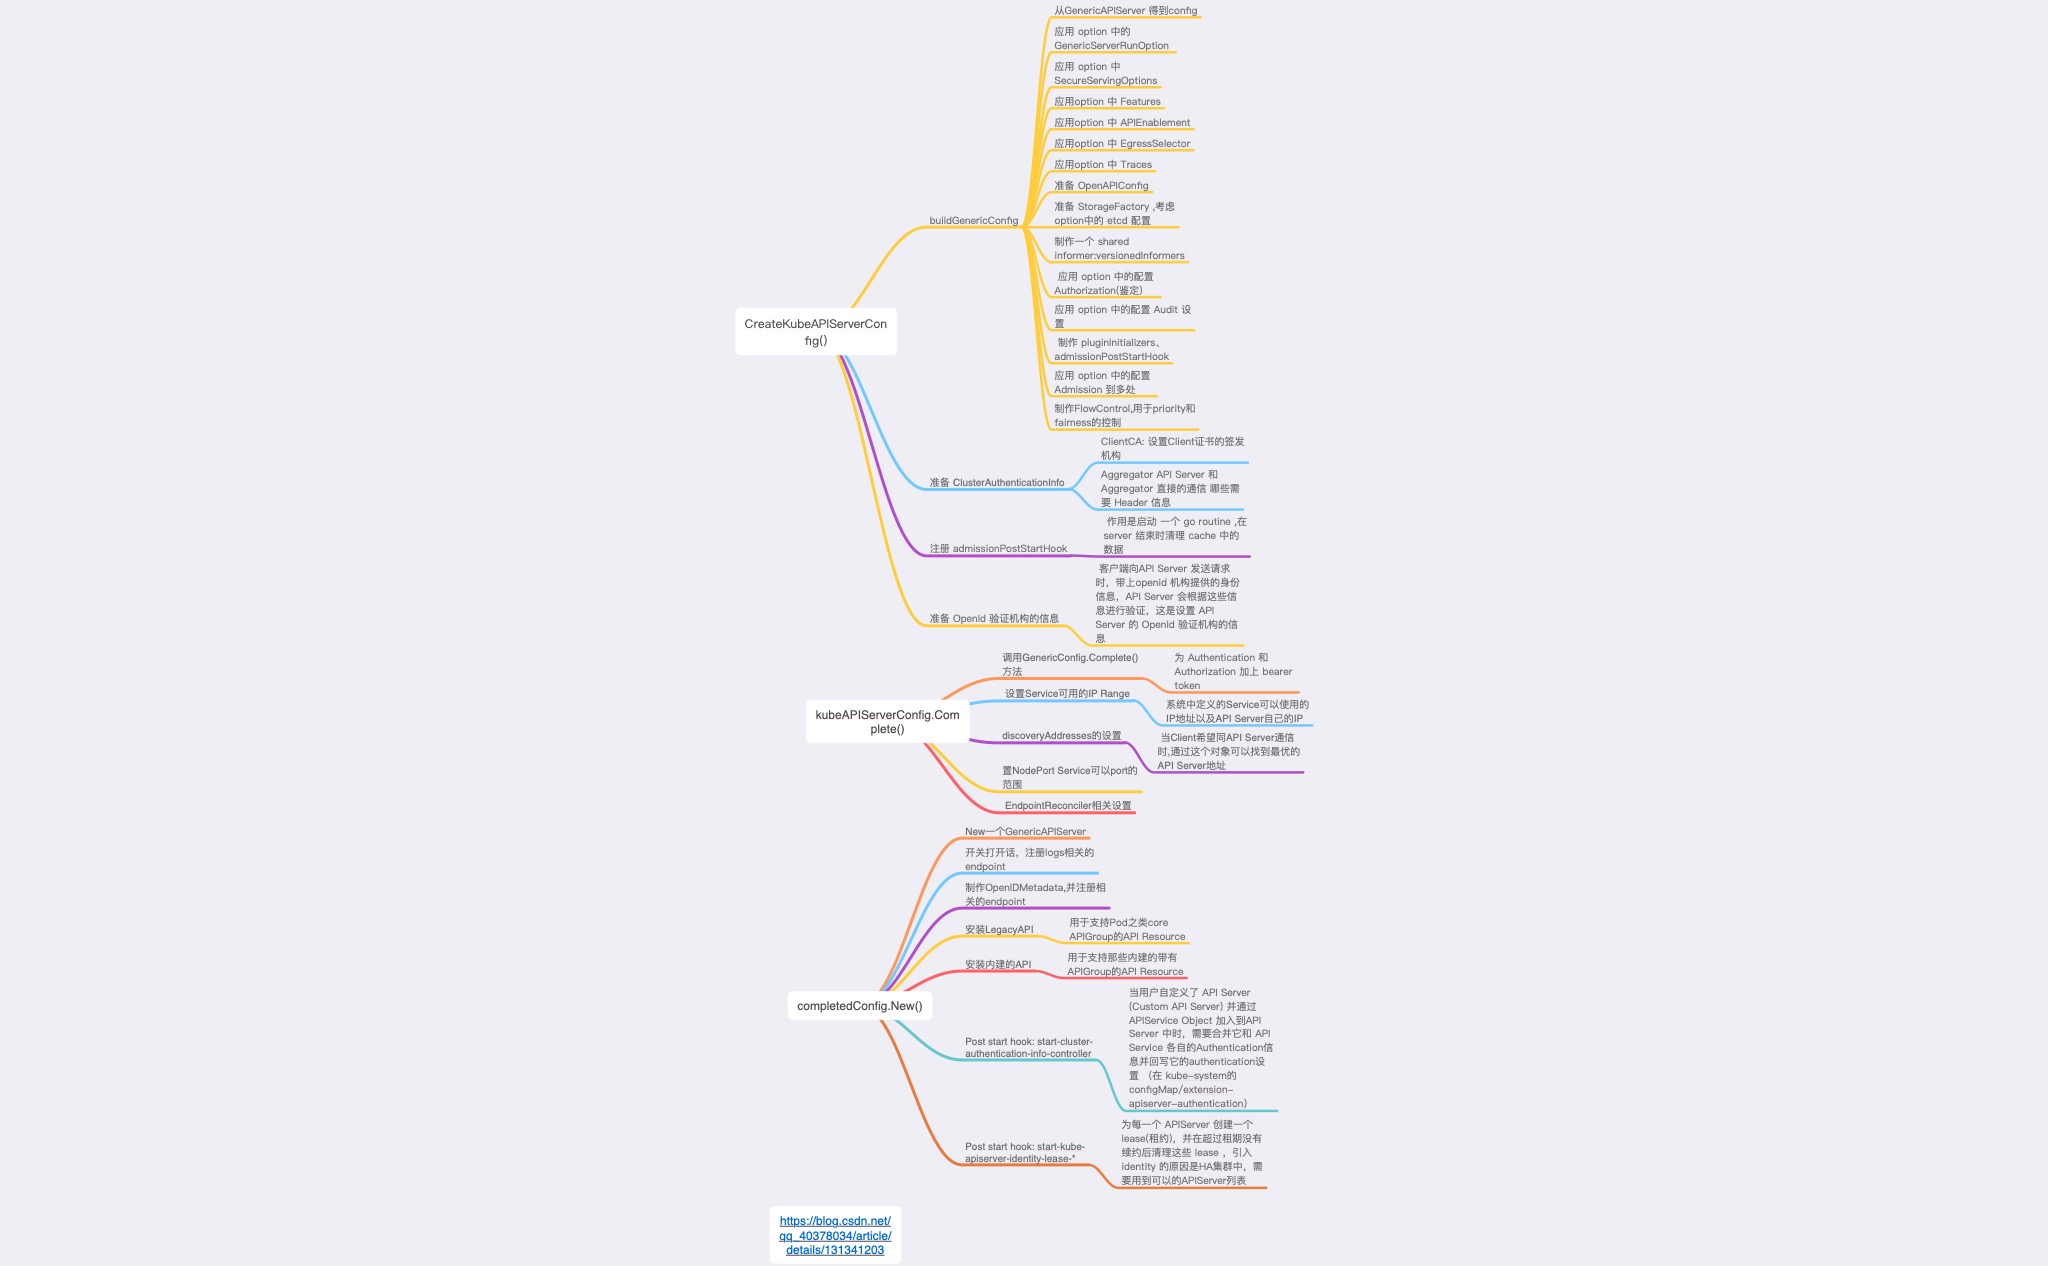 从GenericAPIServer 得到config
应用 option 中的
GenericServerRunOption
应用 option 中
SecureServingOptions
应用option 中 Features
应用option 中 APIEnablement
应用option 中 EgressSelector
应用option 中 Traces
准备 OpenAPIConfig
准备 StorageFactory ,考虑
option中的 etcd 配置
buildGenericConfig
制作一个 shared
informer:versionedInformers
应用 option 中的配置
Authorization(鉴定)
应用 option 中的配置 Audit 设
置
制作 pluginInitializers、
admissionPostStartHook
应用 option 中的配置
Admission 到多处
制作FlowControl,用于priority和
fairness的控制
CreateKubeAPIServerCon
fig()
ClientCA: 设置Client证书的签发
机构
准备 ClusterAuthenticationInfo
Aggregator API Server 和
Aggregator 直接的通信 哪些需
要 Header 信息
注册 admissionPostStartHook
作用是启动 一个 go routine ,在
server 结束时清理 cache 中的
数据
准备 OpenId 验证机构的信息
客户端向API Server 发送请求
时，带上openid 机构提供的身份
信息，API Server 会根据这些信
息进行验证，这是设置 API
Server 的 OpenId 验证机构的信
息
kubeAPIServerConfig.Com
plete()
调用GenericConfig.Complete()
方法
为 Authentication 和
Authorization 加上 bearer
token
设置Service可用的IP Range
系统中定义的Service可以使用的
IP地址以及API Server自己的IP
discoveryAddresses的设置
当Client希望同API Server通信
时,通过这个对象可以找到最优的
API Server地址
置NodePort Service可以port的
范围
EndpointReconciler相关设置
completedConfig.New()
New一个GenericAPIServer
开关打开话，注册logs相关的
endpoint
制作OpenIDMetadata,并注册相
关的endpoint
安装LegacyAPI
用于支持Pod之类core
APIGroup的API Resource
安装内建的API
用于支持那些内建的带有
APIGroup的API Resource
Post start hook: start-cluster-
authentication-info-controller
当用户自定义了 API Server
(Custom API Server) 并通过
APIService Object 加入到API
Server 中时，需要合并它和 API
Service 各自的Authentication信
息并回写它的authentication设
置 （在 kube-system的
configMap/extension-
apiserver-authentication)
Post start hook: start-kube-
apiserver-identity-lease-*
为每一个 APIServer 创建一个
lease(租约)，并在超过租期没有
续约后清理这些 lease ，引入
identity 的原因是HA集群中，需
要用到可以的APIServer列表
https://blog.csdn.net/
qq_40378034/article/
details/131341203